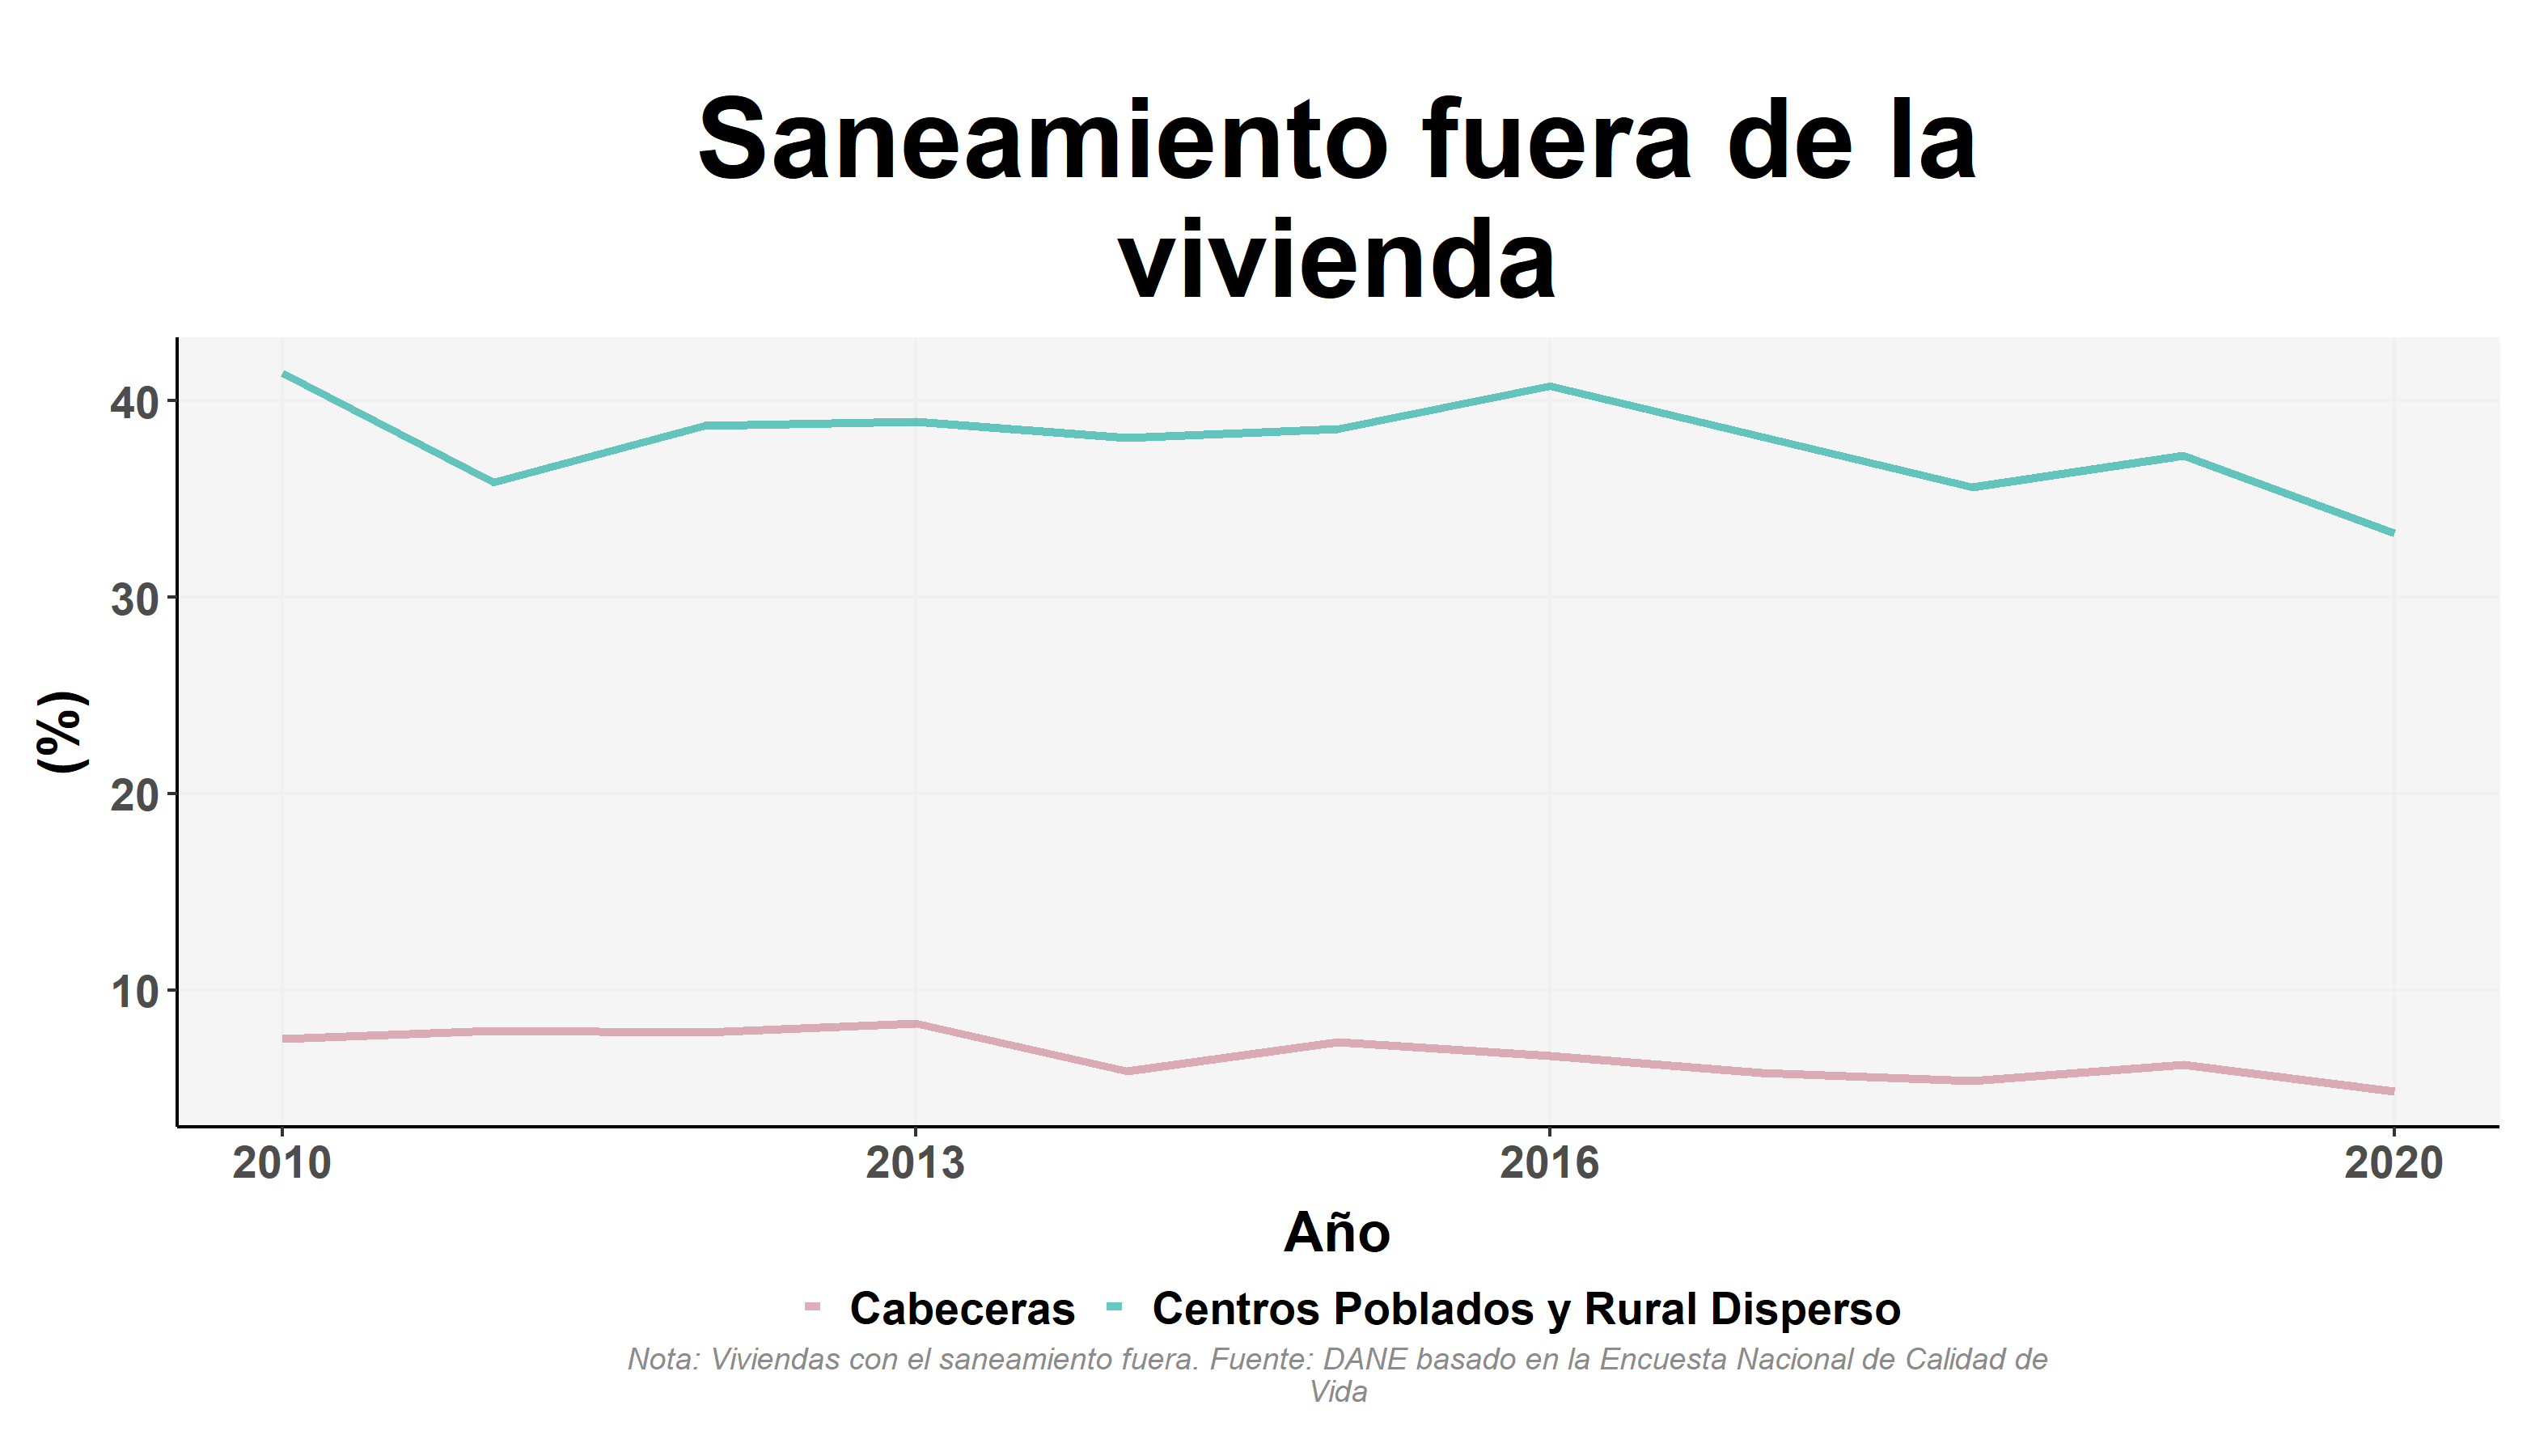 Saneamiento fuera de la
vivienda
40
30
20
10
(%)
2010 2013 2016 2020
Año
Cabeceras Centros Poblados y Rural Disperso
Nota: Viviendas con el saneamiento fuera. Fuente: DANE basado en la Encuesta Nacional de Calidad de
Vida